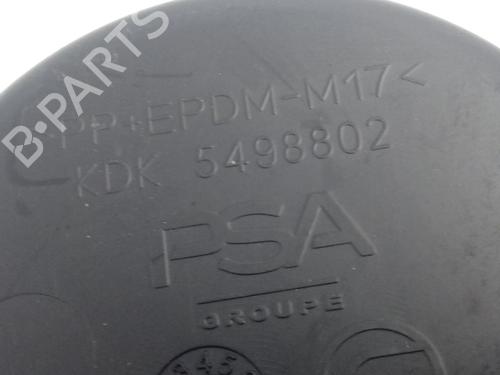 >PP+EPDM-M17<
KDK 5498802
PSA
GROUPE
B-PARTS